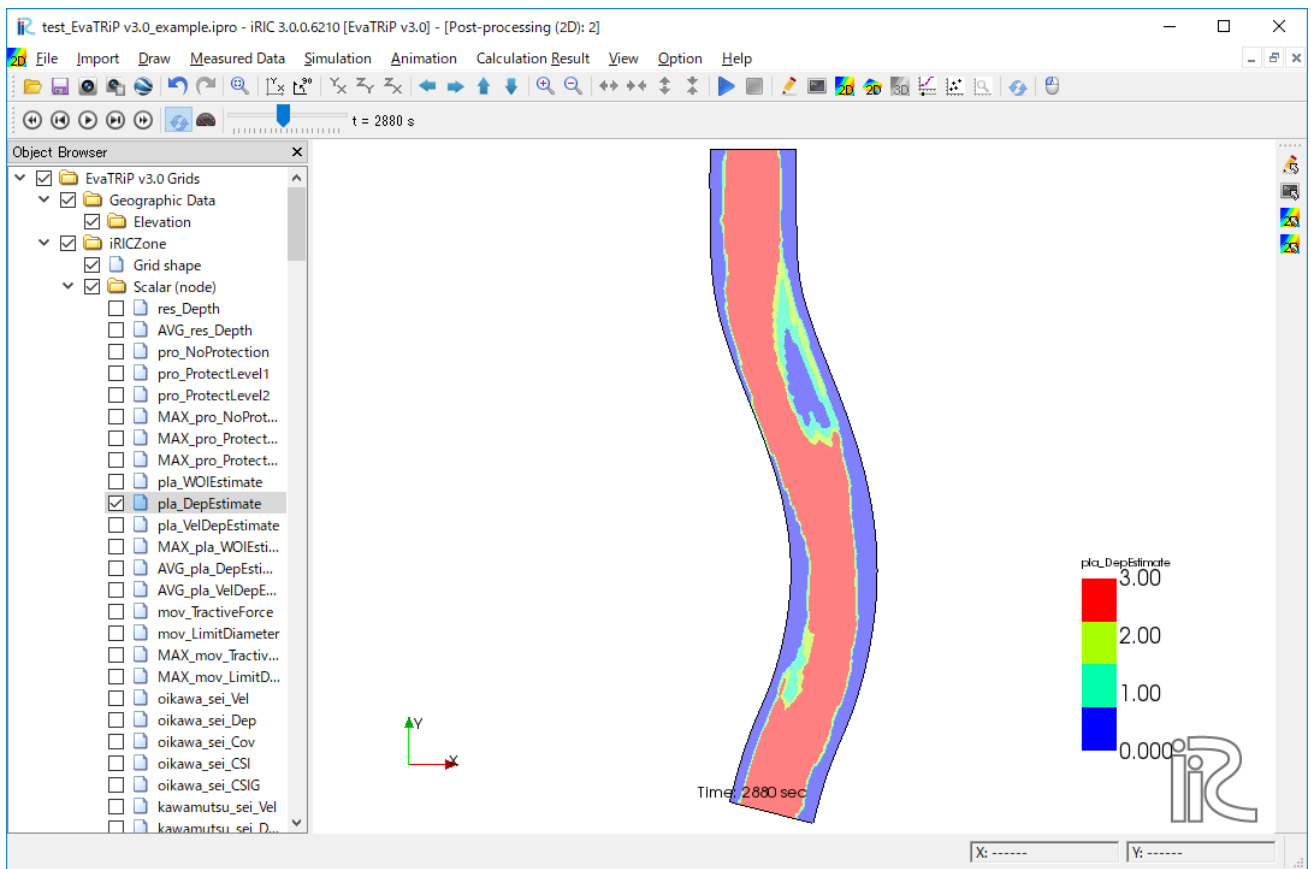 test_EvaTRiP v3.0_example.ipro - iRIC 3.0.0.6210 [EvaTRiP v3.0] - [Post-processing (2D): 2]
File Import Draw Measured Data Simulation Animation Calculation Result View Option Help
t = 2880 s
Object Browser
EvaTRiP v3.0 Grids
Geographic Data
Elevation
iRICZone
Grid shape
Scalar (node)
res_Depth
AVG_res_Depth
pro_NoProtection
pro_ProtectLevel1
pro_ProtectLevel2
MAX_pro_NoProt...
MAX_pro_Protect...
MAX_pro_Protect...
pla_WOIEstimate
pla_DepEstimate
pla_VelDepEstimate
MAX_pla_WOIEsti...
AVG_pla_DepEsti...
AVG_pla_VelDepE...
mov_TractiveForce
mov_LimitDiameter
MAX_mov_Tractiv...
MAX_mov_LimitD...
oikawa_sei_Vel
oikawa_sei_Dep
oikawa_sei_Cov
oikawa_sei_CSI
oikawa_sei_CSIG
kawamutsu_sei_Vel
kawamutsu_sei_D...
pla_DepEstimate
3.00
2.00
1.00
0.000
Y
X
Time: 2880 sec
iRIC
X: ------
Y: ------